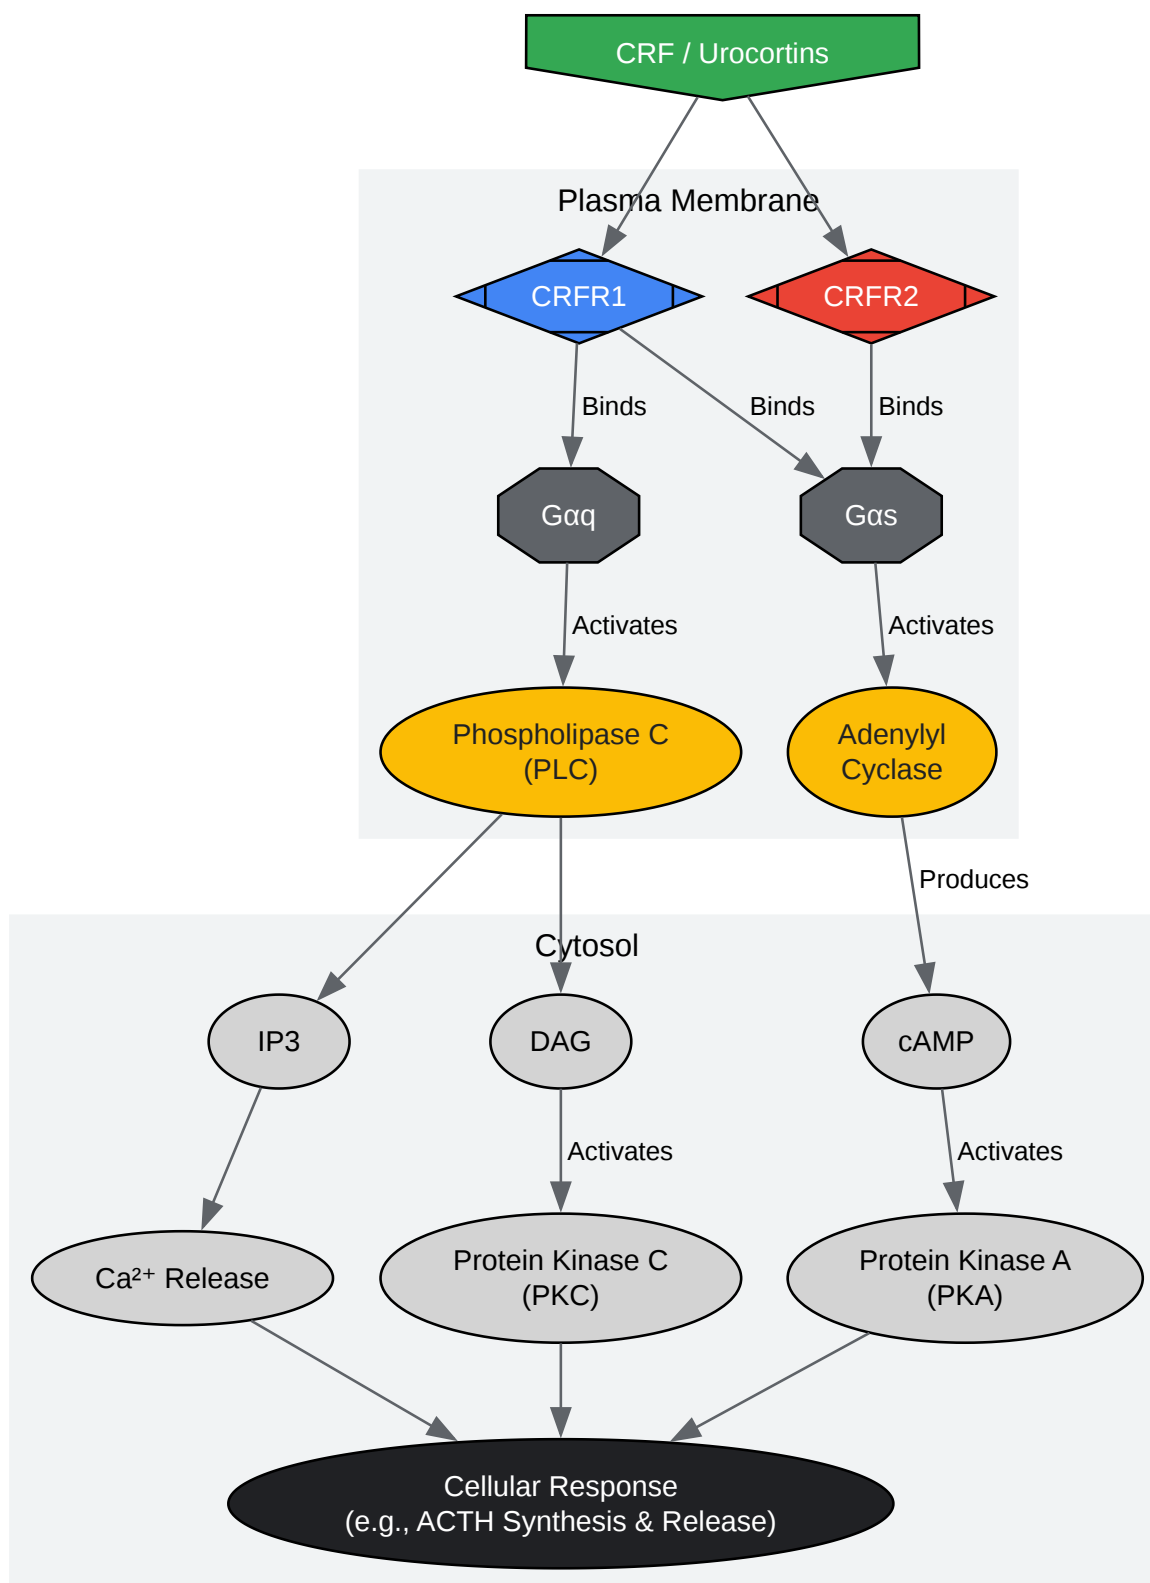 CRF / Urocortins
Plasma Membrane
CRFR1
CRFR2
Binds
Binds
Binds
Gαq
Gαs
Activates
Activates
Phospholipase C
(PLC)
Adenylyl
Cyclase
Produces
Cytosol
IP3
DAG
cAMP
Activates
Activates
Ca²⁺ Release
Protein Kinase C
(PKC)
Protein Kinase A
(PKA)
Cellular Response
(e.g., ACTH Synthesis & Release)